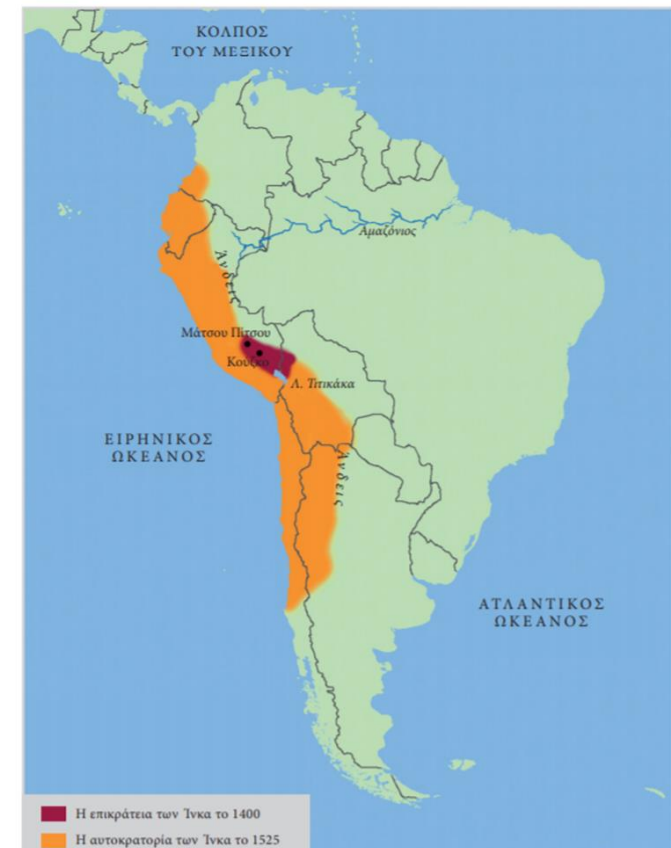 ΚΟΛΠΟΣ
ΤΟΥ ΜΕΞΙΚΟΥ
Αμαζόνιος
Άνδεις
Μάτσου Πίτσου
Κούζκο
Λ. Τιτικάκα
ΕΙΡΗΝΙΚΟΣ
ΩΚΕΑΝΟΣ
Άνδεις
ΑΤΛΑΝΤΙΚΟΣ
ΩΚΕΑΝΟΣ
Η επικράτεια των Ίνκα το 1400
Η αυτοκρατορία των Ίνκα το 1525